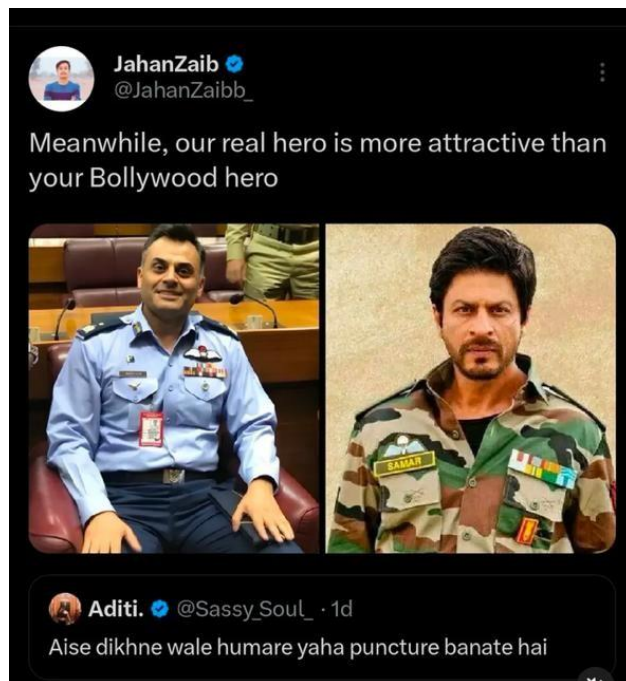 JahanZaib
@JahanZaibb_
Meanwhile, our real hero is more attractive than
your Bollywood hero
SAMAR
Aditi. @Sassy_Soul_ · 1d
Aise dikhne wale humare yaha puncture banate hai